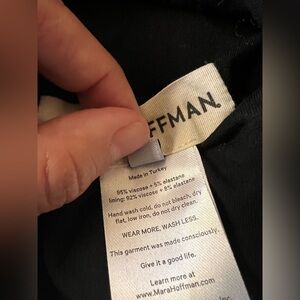 FFMAN.
Made in Turkey
95% viscose + 5% elastane
lining: 92% viscose + 8% elastane
Hand wash cold, do not bleach, dry
flat, low iron, do not dry clean.
WEAR MORE, WASH LESS.
This garment was made consciously.
Give it a good life.
Learn more at
www.MaraHoffman.com